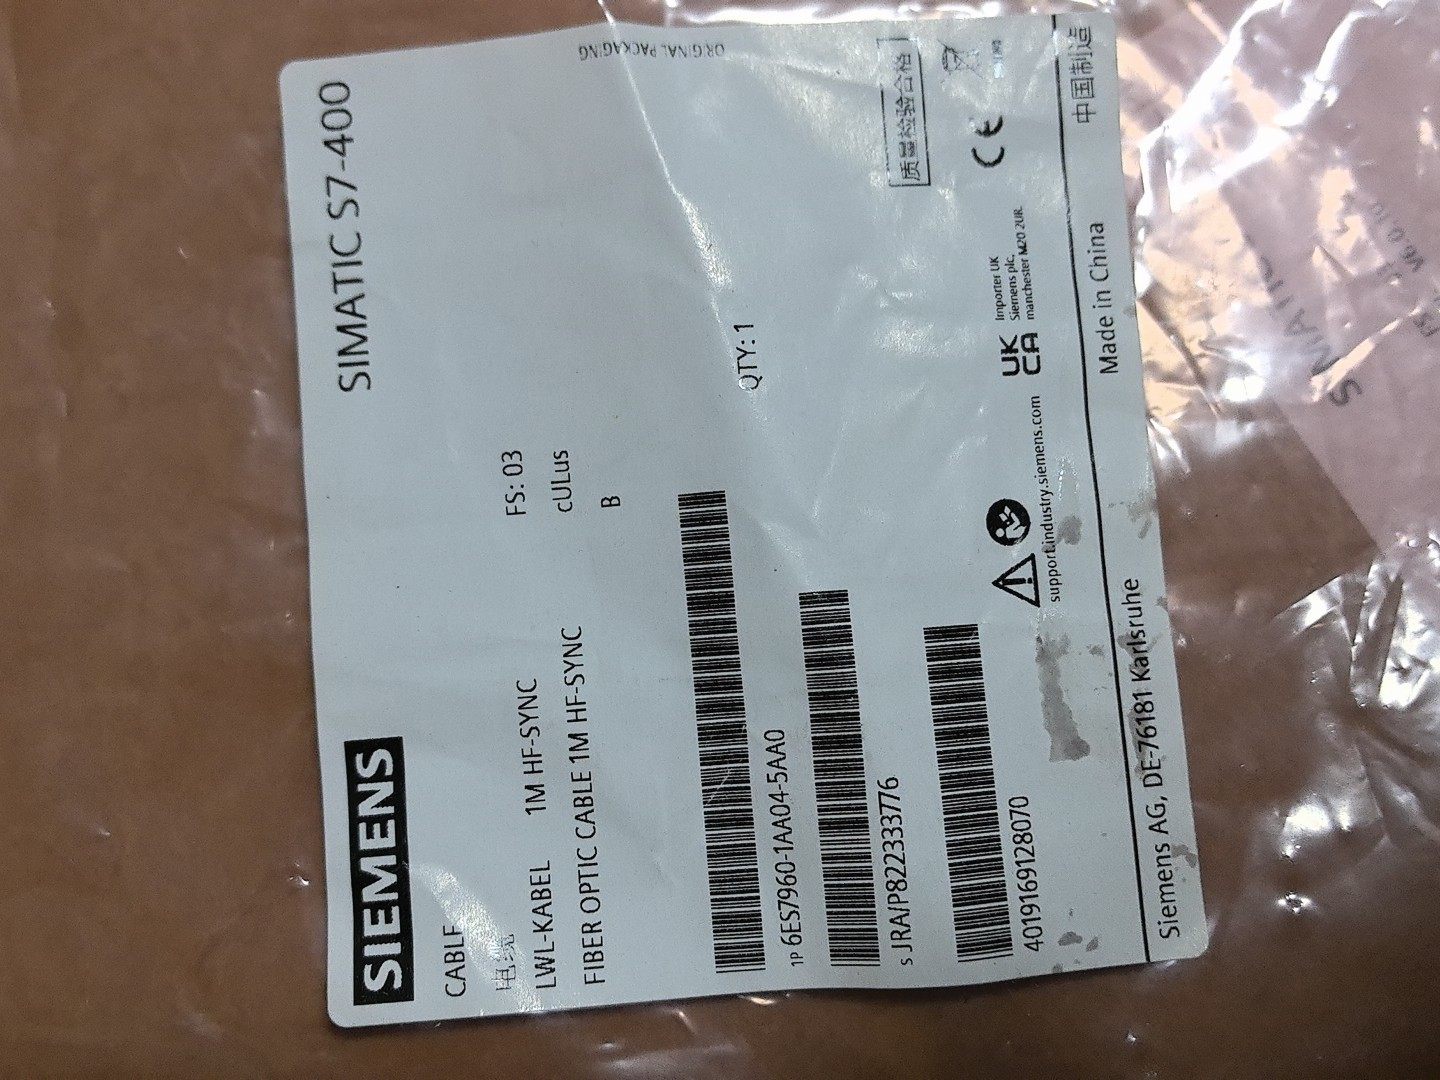 SIEMENS
SIMATIC S7-400
CABLE
电缆
LWL-KABEL 1M HF-SYNC FS: 03
FIBER OPTIC CABLE 1M HF-SYNC cULus
B
ORIGINAL PACKAGING
1P 6ES7960-1AA04-5AA0
QTY: 1
S JRA/P822333776
质量检验合格
4019169128070
support.industry.siemens.com
UK
CA
Importer UK
Siemens plc,
manchester M20 2UR.
CE
Siemens AG, DE-76181 Karlsruhe
Made in China
中国制造